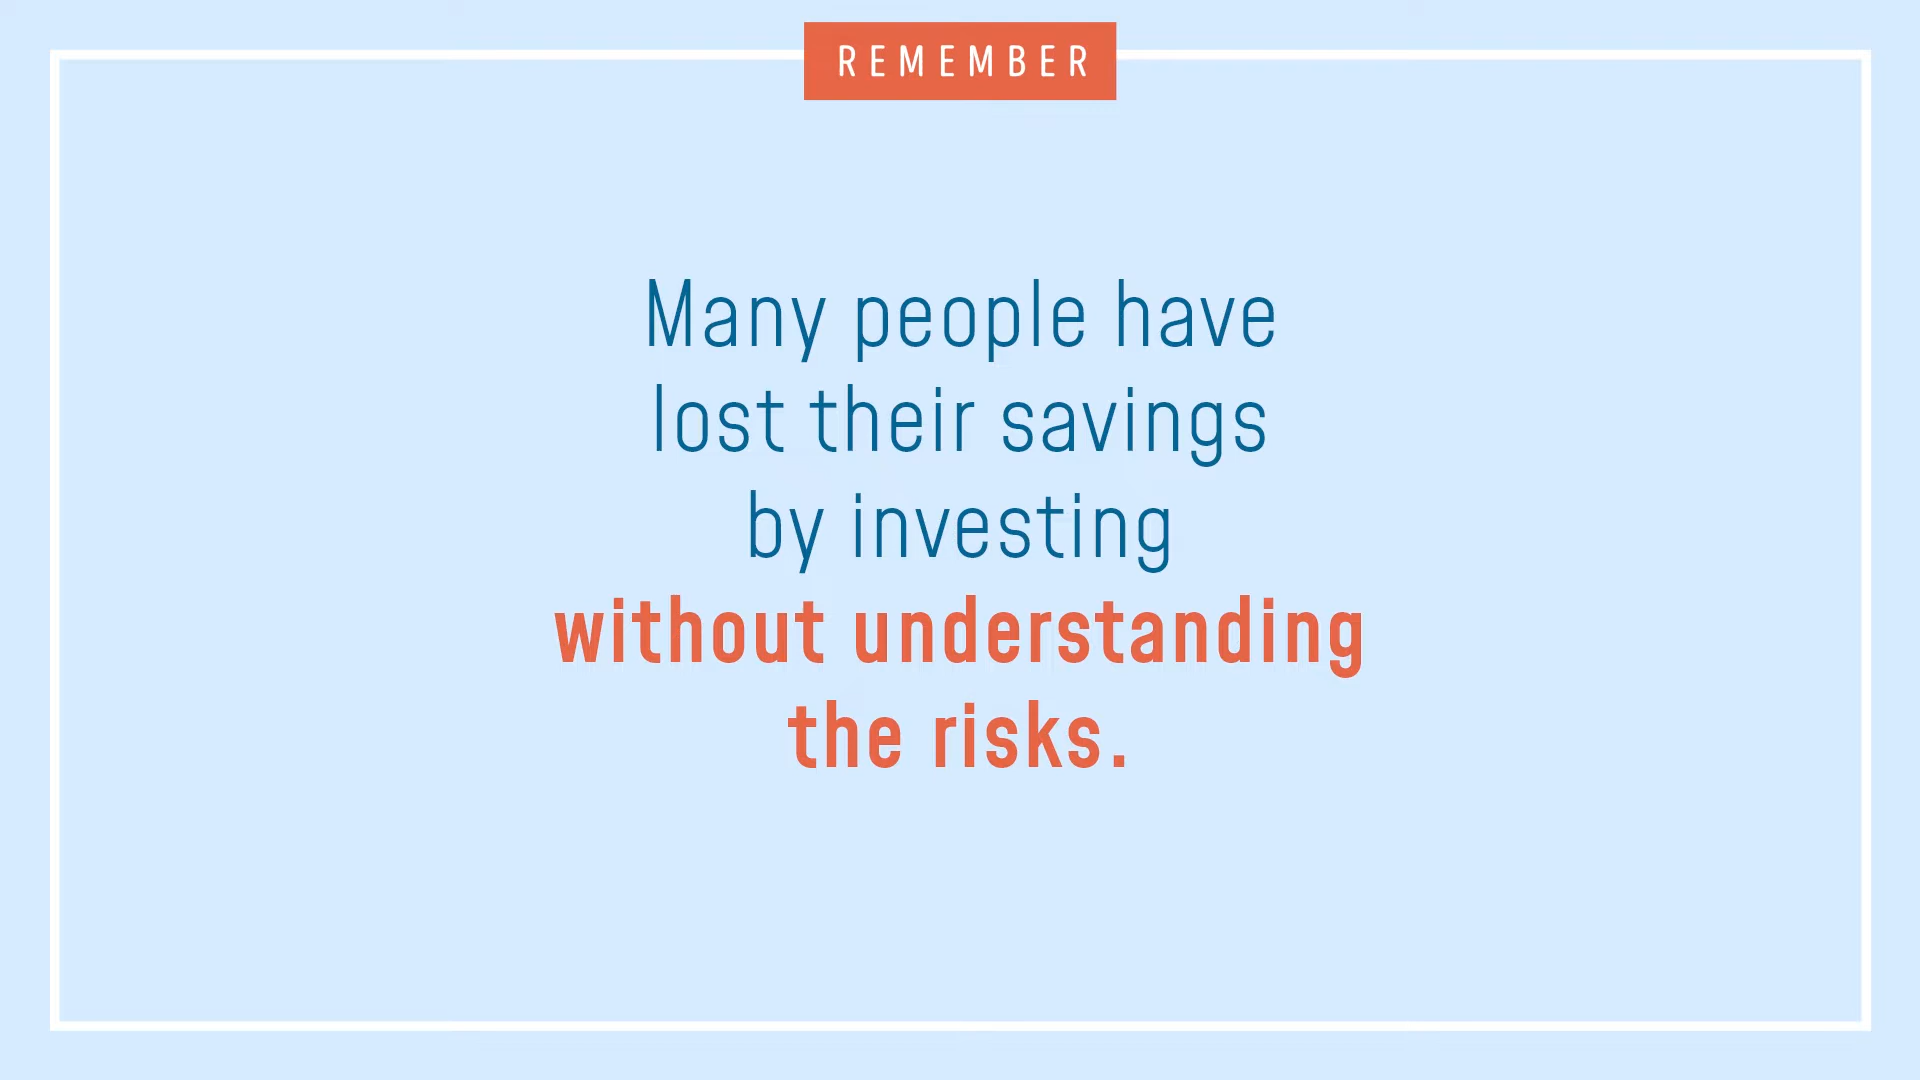 REMEMBER
Many people have
lost their savings
by investing
without understanding
the risks.